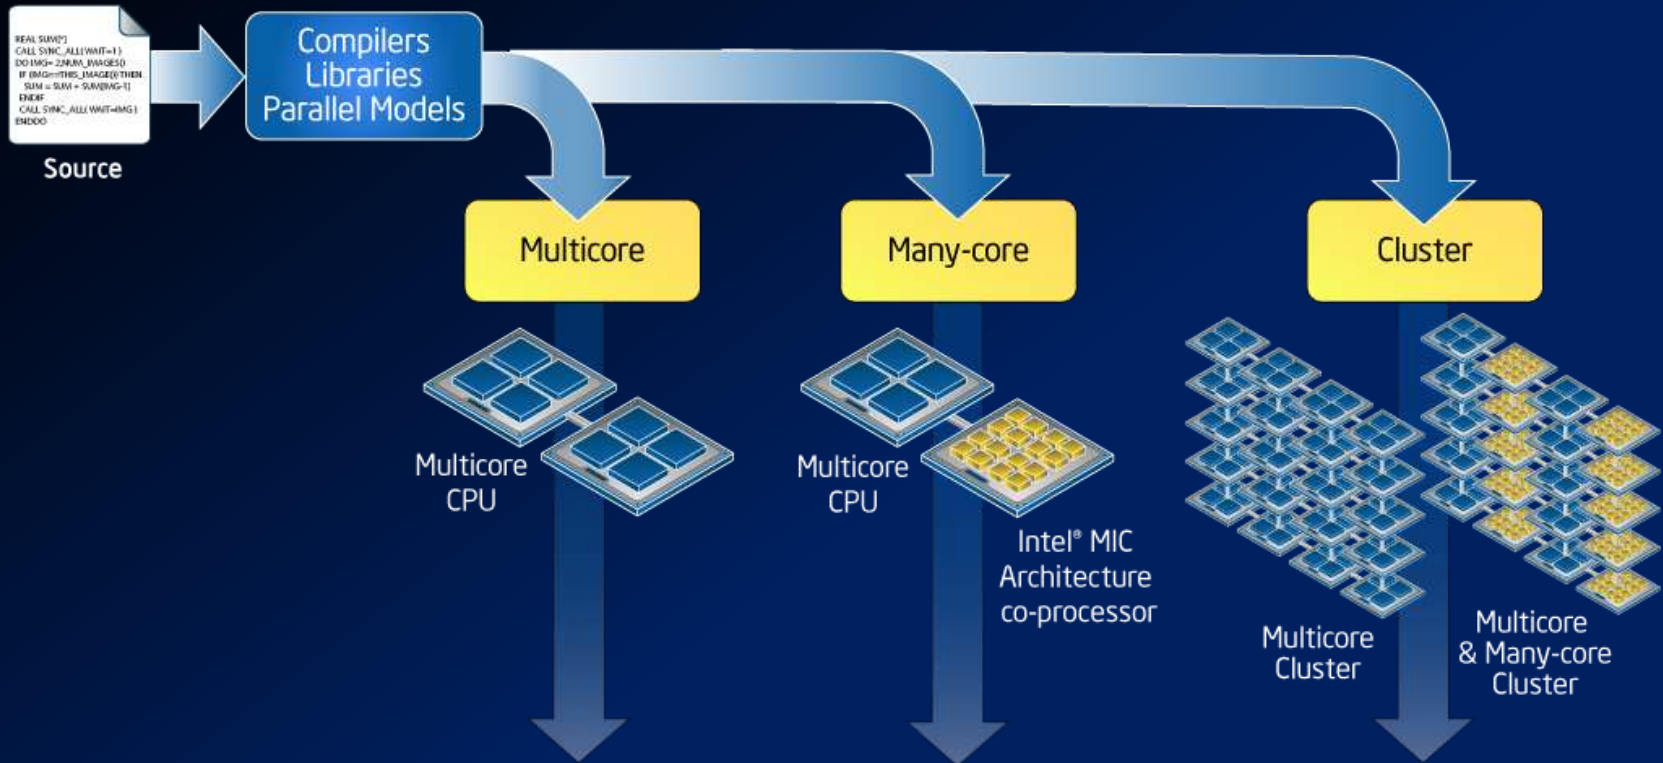 REAL SUM[*]
CALL SYNC_ALL( WAIT=1 )
DO IMG= 2,NUM_IMAGES()
IF (IMG==THIS_IMAGE()) THEN
SUM = SUM + SUM[IMG-1]
ENDIF
CALL SYNC_ALL( WAIT=IMG )
ENDDO
Source
Compilers
Libraries
Parallel Models
Multicore
Many-core
Cluster
Multicore
CPU
Multicore
CPU
Intel® MIC
Architecture
co-processor
Multicore
Cluster
Multicore
& Many-core
Cluster